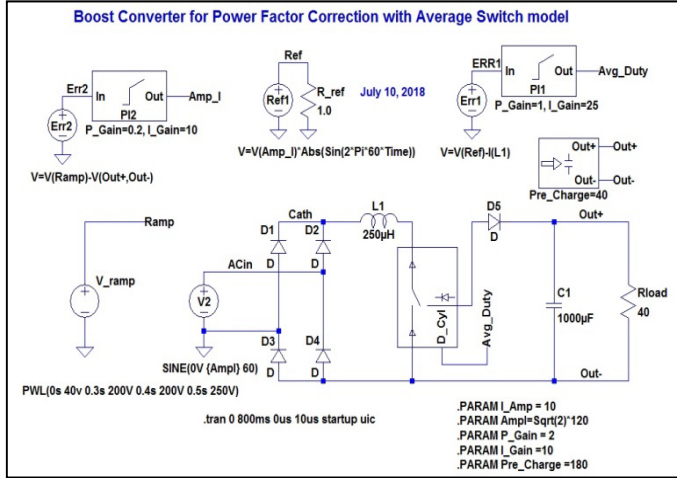 Boost Converter for Power Factor Correction with Average Switch model
Err2
In
Out
Amp_I
PI2
Err2
P_Gain=0.2, I_Gain=10
V=V(Ramp)-V(Out+,Out-)
Ref
Ref1
R_ref
1.0
July 10, 2018
V=V(Amp_I)*Abs(Sin(2*Pi*60*Time))
ERR1
In
Out
Avg_Duty
PI1
Err1
P_Gain=1, I_Gain=25
V=V(Ref)-I(L1)
Out+
Out+
Out-
Out-
Pre_Charge=40
Ramp
V_ramp
PWL(0s 40v 0.3s 200V 0.4s 200V 0.5s 250V)
Cath
D1
D2
D
D
ACin
V2
D3
D4
D
D
SINE(0V {Ampl} 60)
L1
250µH
D_Cyl
Avg_Duty
D5
D
Out+
C1
1000µF
Rload
40
Out-
.tran 0 800ms 0us 10us startup uic
.PARAM I_Amp = 10
.PARAM Ampl=Sqrt(2)*120
.PARAM P_Gain = 2
.PARAM I_Gain =10
.PARAM Pre_Charge =180